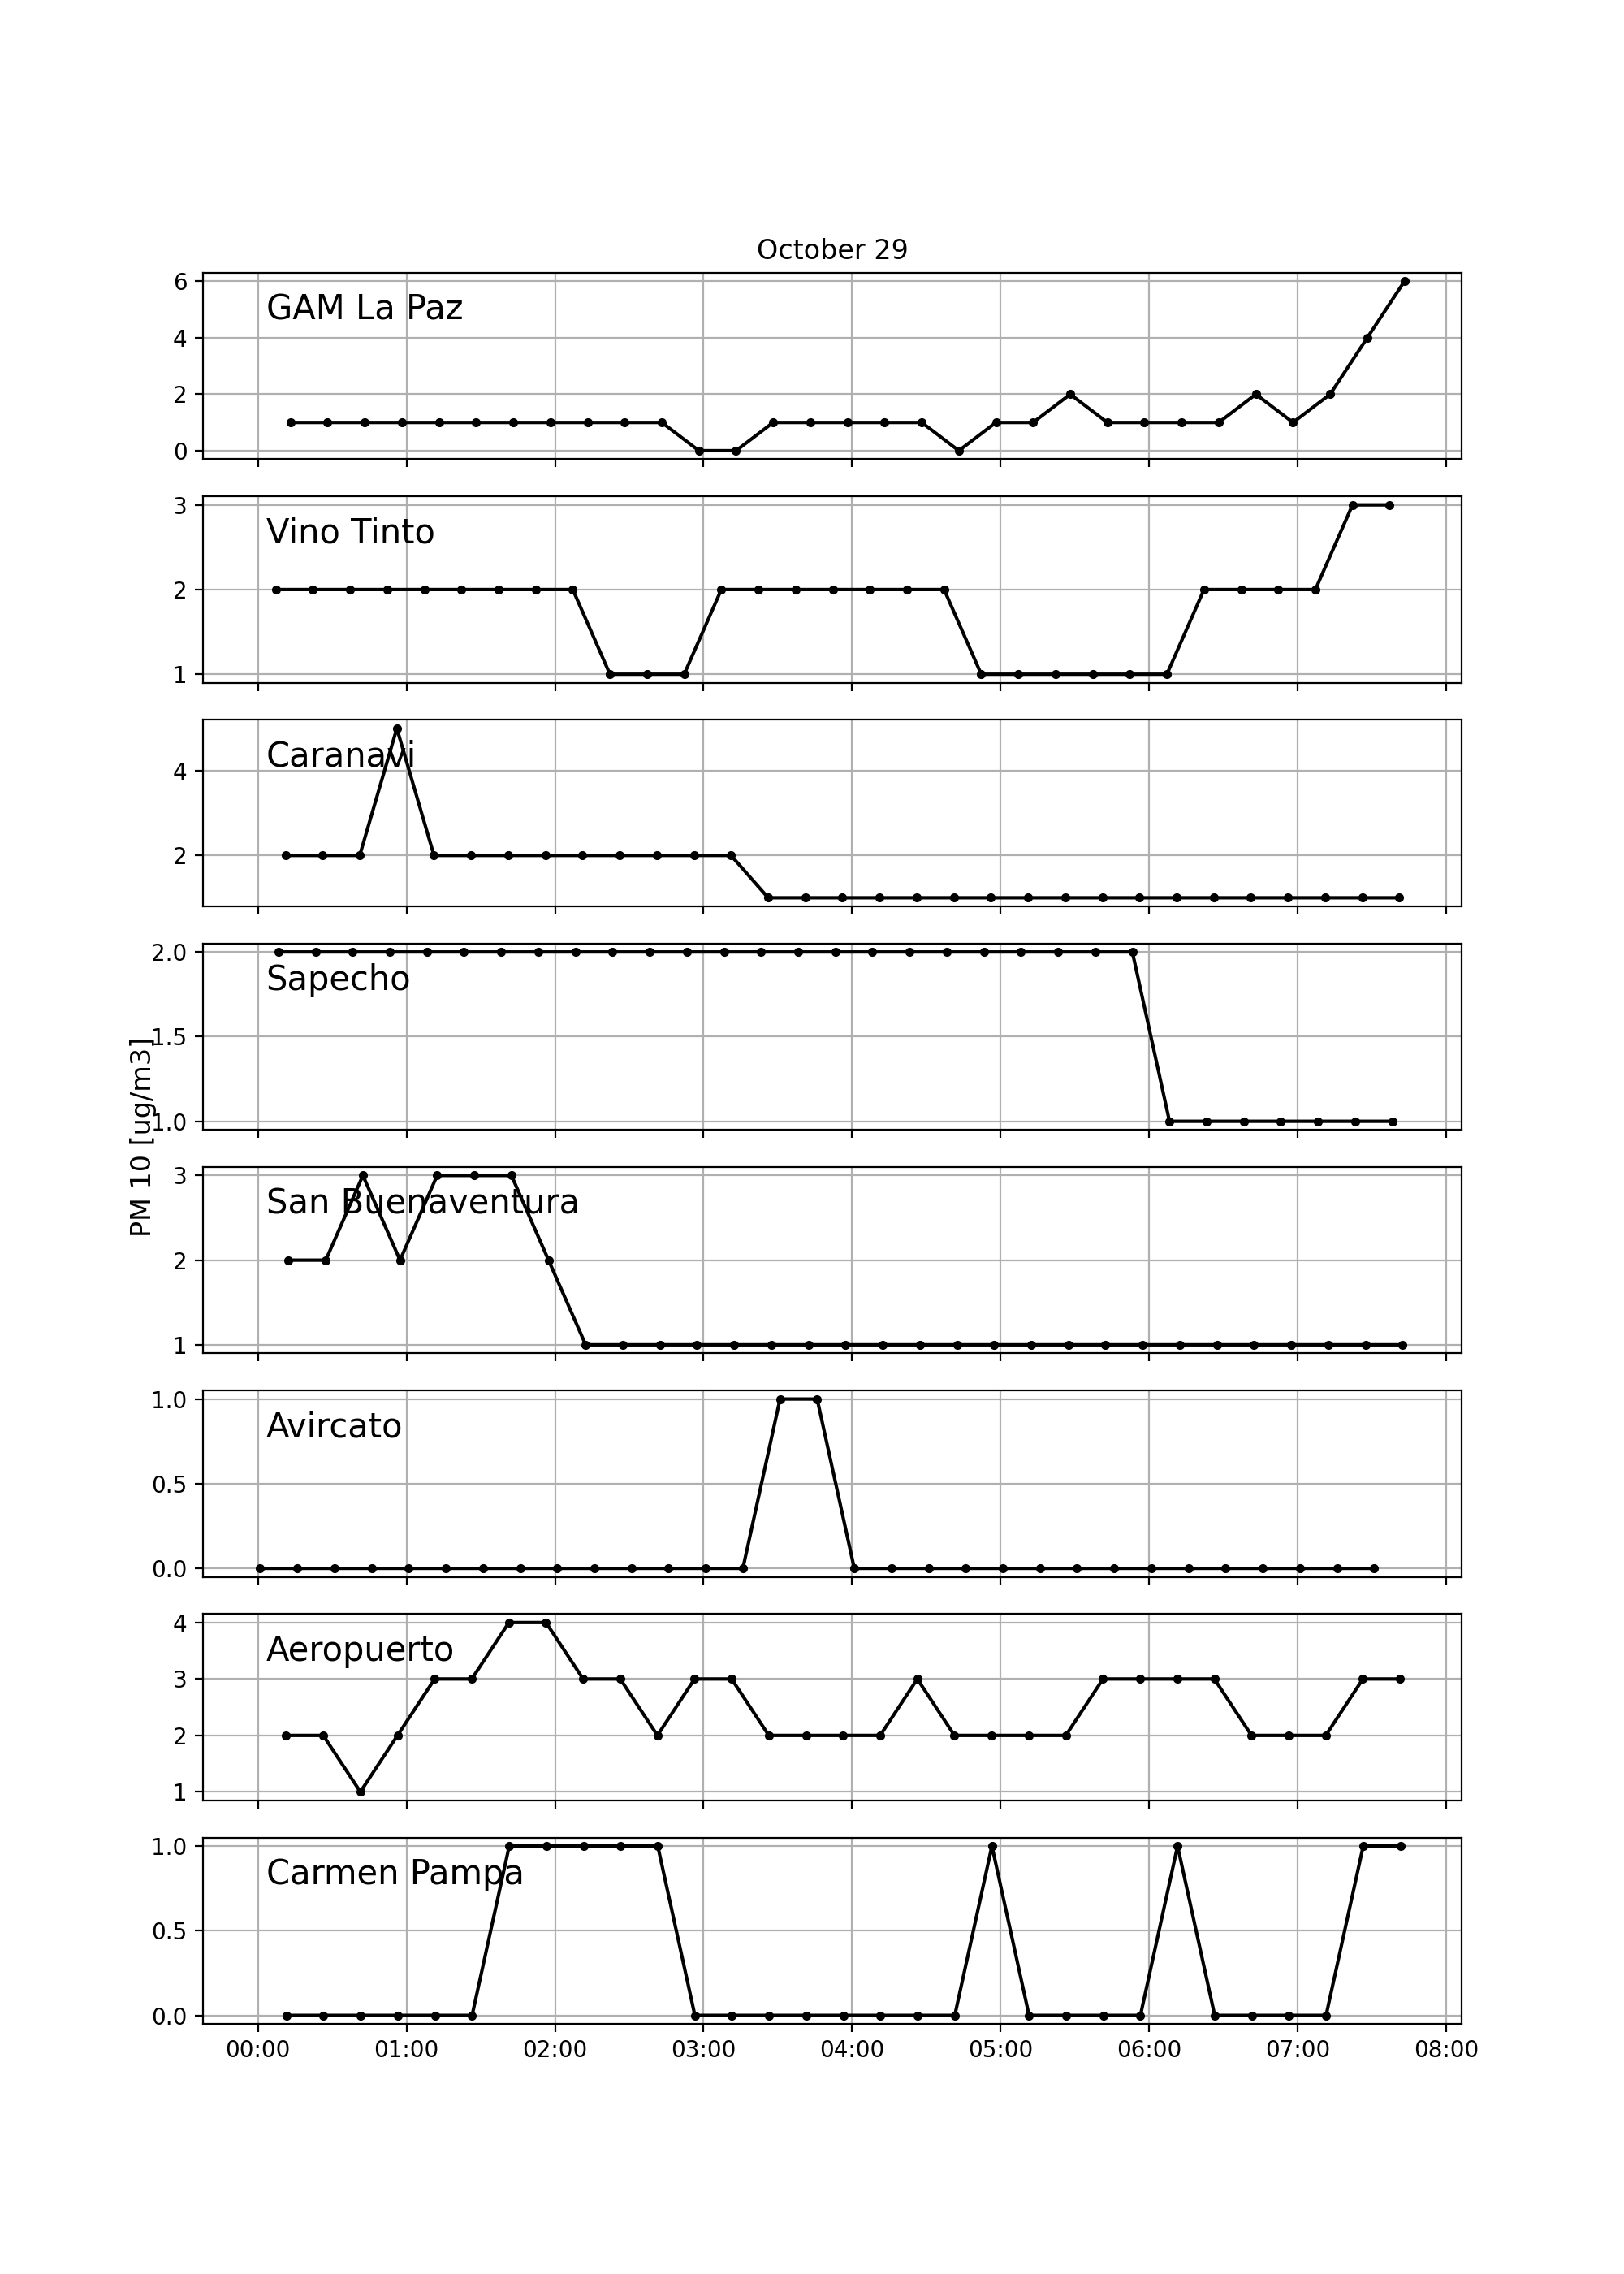 October 29
6
GAM La Paz
4
2
0
3
Vino Tinto
2
1
Caranavi
4
2
2.0
Sapecho
1.5
1.0
PM 10 [ug/m3]
3
San Buenaventura
2
1
1.0
Avircato
0.5
0.0
4
Aeropuerto
3
2
1
1.0
Carmen Pampa
0.5
0.0
00:00 01:00 02:00 03:00 04:00 05:00 06:00 07:00 08:00